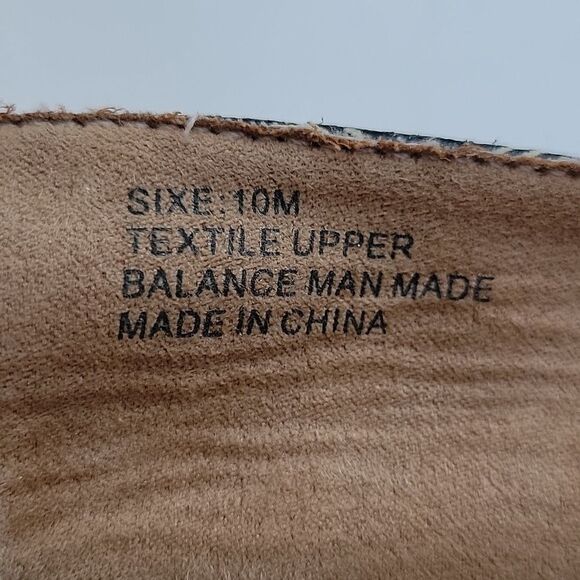 SIXE: 10M
TEXTILE UPPER
BALANCE MAN MADE
MADE IN CHINA